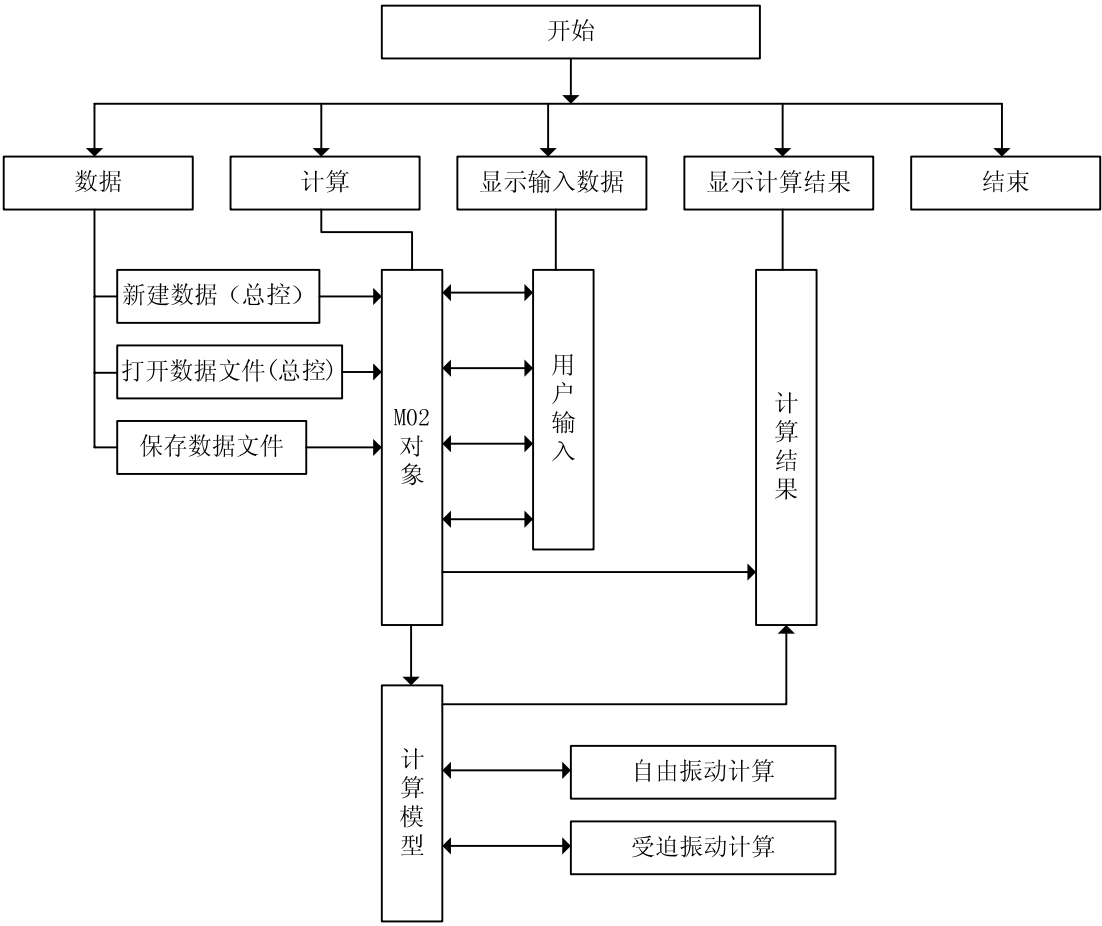 开始
数据
计算
显示输入数据
显示计算结果
结束
新建数据（总控）
打开数据文件(总控)
保存数据文件
MO2
对
象
用
户
输
入
计
算
结
果
计
算
模
型
自由振动计算
受迫振动计算